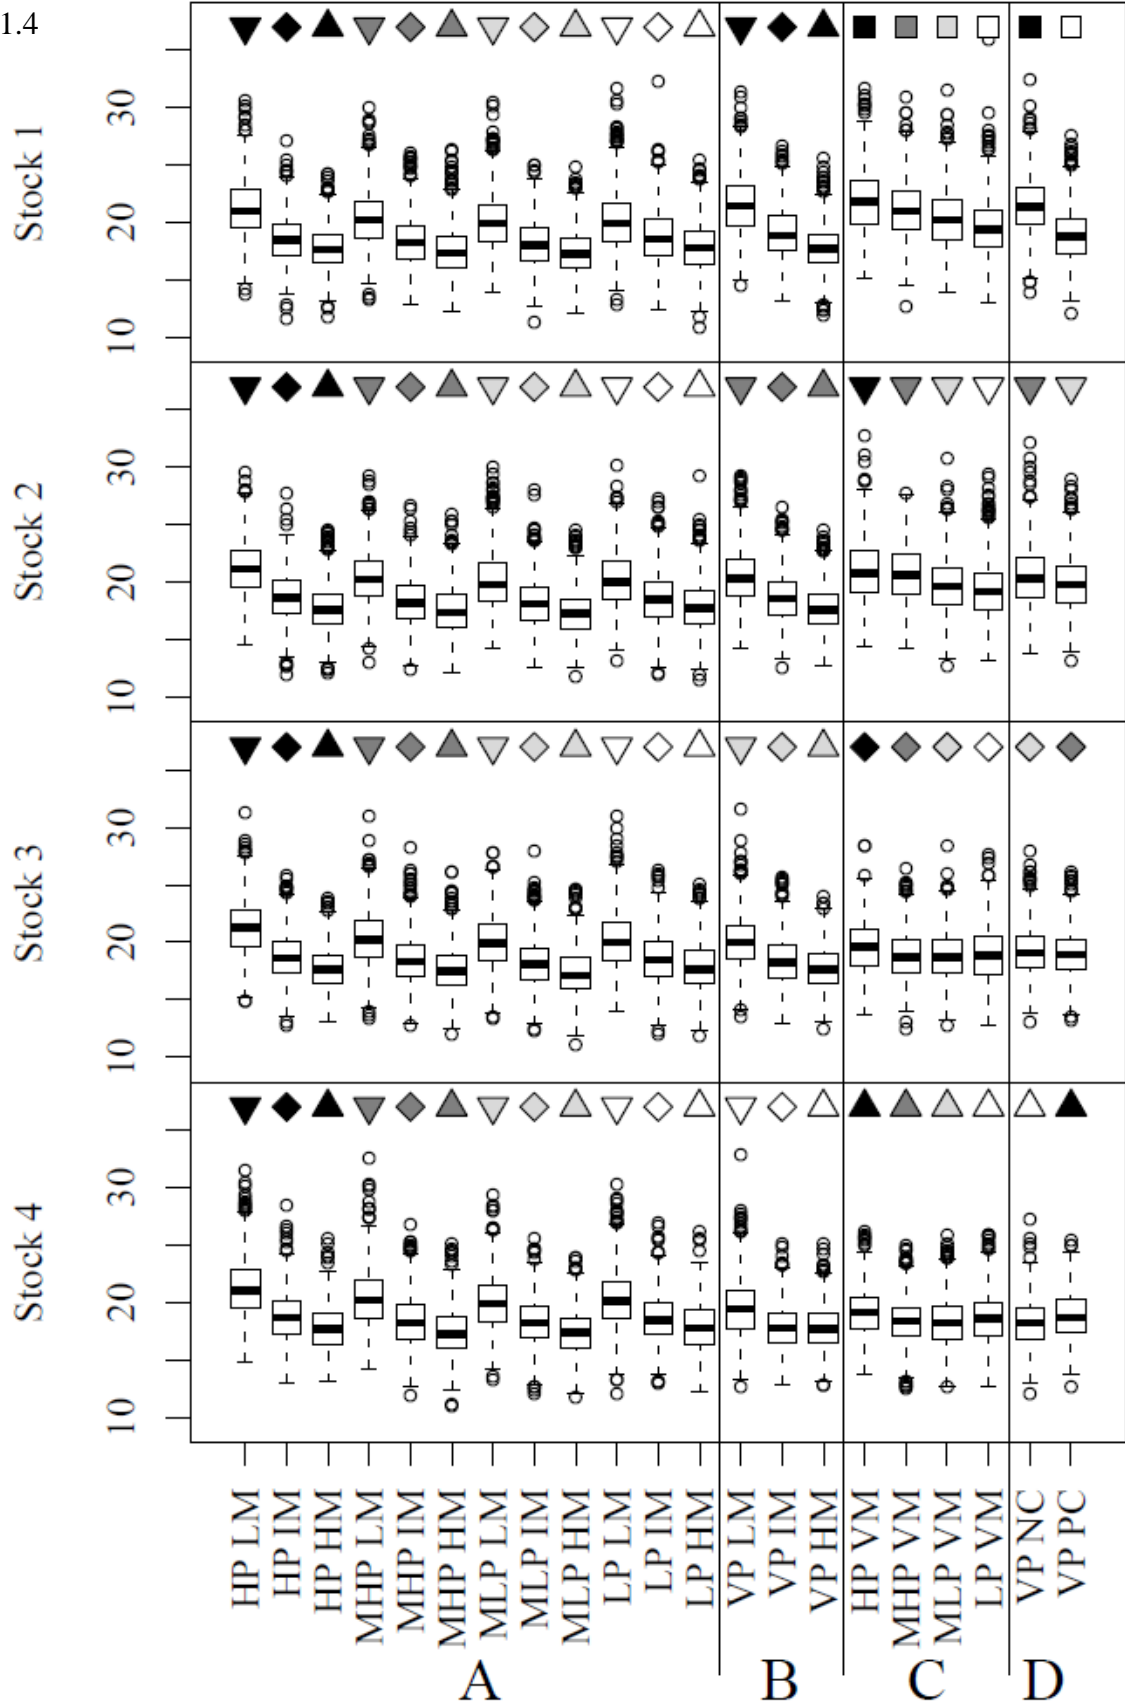 1.4
Stock 1
10
20
30
Stock 2
10
20
30
Stock 3
10
20
30
Stock 4
10
20
30
HP LM
HP IM
HP HM
MHP LM
MHP IM
MHP HM
MLP LM
MLP IM
MLP HM
LP LM
LP IM
LP HM
VP LM
VP IM
VP HM
HP VM
MHP VM
MLP VM
LP VM
VP NC
VP PC
A
B
C
D